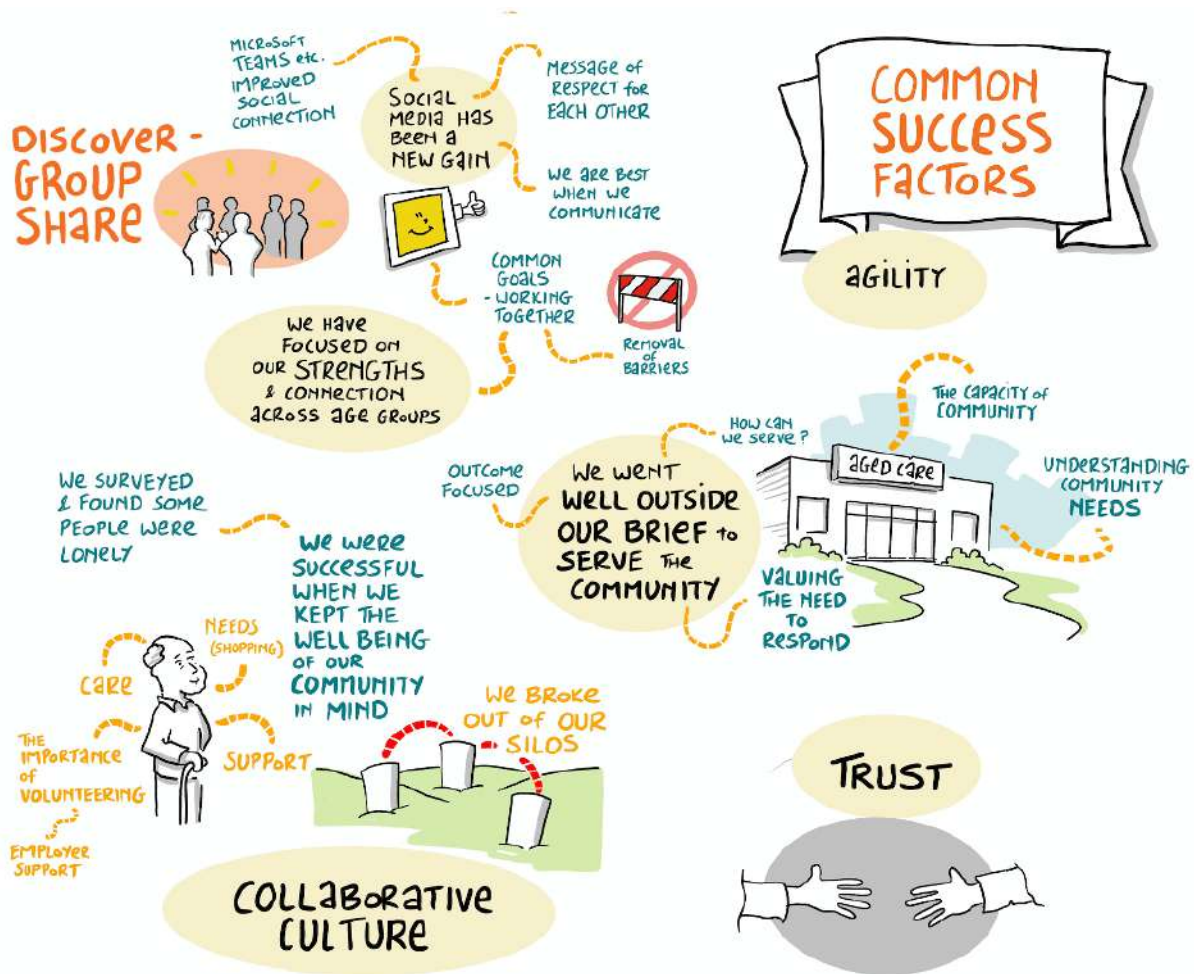 DISCOVER -
GROUP
SHARE
MICROSOFT
TEAMS etc.
IMPROVED
SOCIAL
CONNECTION
SOCIAL
MEDIA HAS
BEEN A
NEW GAIN
MESSAGE OF
RESPECT FOR
EACH OTHER
WE ARE BEST
WHEN WE
COMMUNICATE
COMMON
GOALS
- WORKING
TOGETHER
REMOVAL
OF
BARRIERS
WE HAVE
FOCUSED ON
OUR STRENGTHS
& CONNECTION
ACROSS AGE GROUPS
COMMON
SUCCESS
FACTORS
AGILITY
THE CAPACITY OF
COMMUNITY
HOW CAN
WE SERVE?
OUTCOME
FOCUSED
WE WENT
WELL OUTSIDE
OUR BRIEF to
SERVE THE
COMMUNITY
AGED CARE
UNDERSTANDING
COMMUNITY
NEEDS
VALUING
THE NEED
TO
RESPOND
WE SURVEYED
& FOUND SOME
PEOPLE WERE
LONELY
WE WERE
SUCCESSFUL
WHEN WE
KEPT THE
WELL BEING
OF OUR
COMMUNITY
IN MIND
NEEDS
(SHOPPING)
CARE
THE
IMPORTANCE
of
VOLUNTEERING
SUPPORT
EMPLOYER
SUPPORT
WE BROKE
OUT OF OUR
SILOS
COLLABORATIVE
CULTURE
TRUST